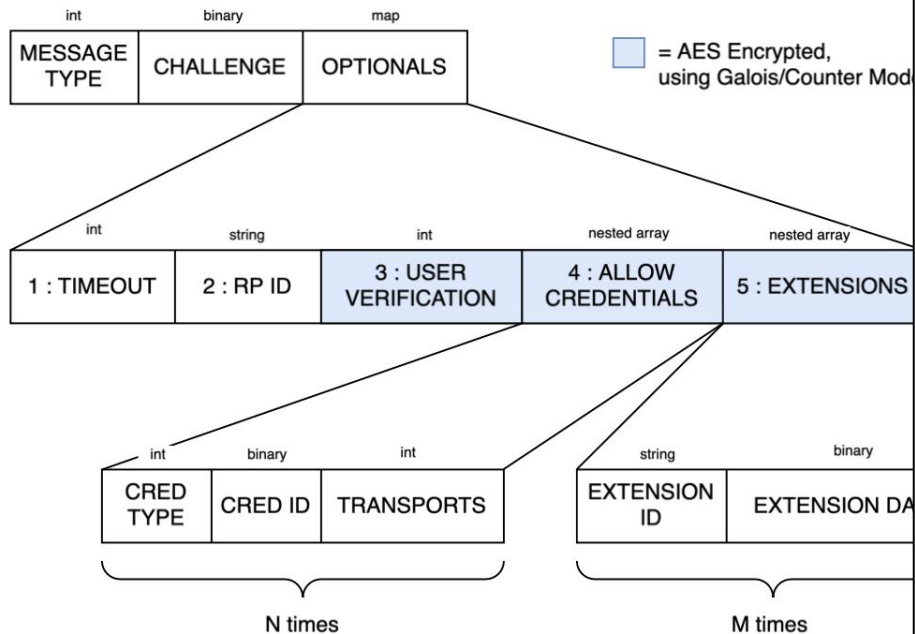 int
binary
map
MESSAGE
TYPE
CHALLENGE
OPTIONALS
= AES Encrypted,
using Galois/Counter Mod
int
string
int
nested array
nested array
1 : TIMEOUT
2 : RP ID
3 : USER
VERIFICATION
4 : ALLOW
CREDENTIALS
5 : EXTENSIONS
int
binary
int
string
binary
CRED
TYPE
CRED ID
TRANSPORTS
EXTENSION
ID
EXTENSION DA
N times
M times